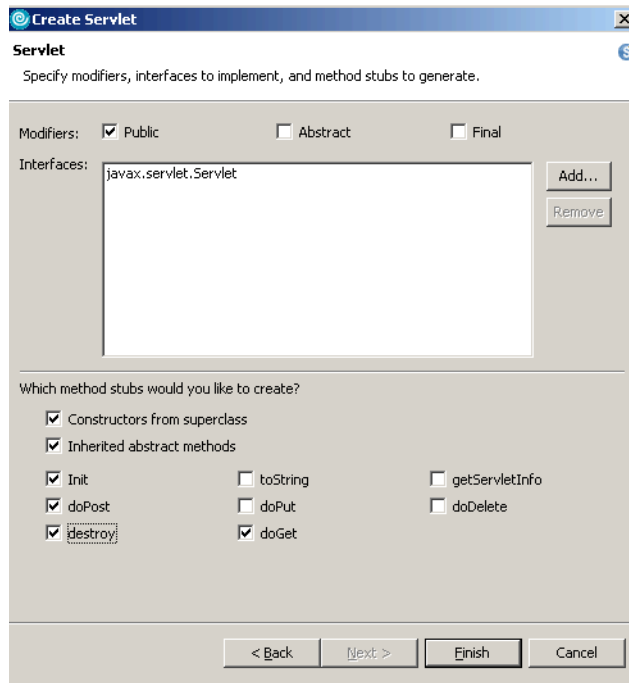 Create Servlet
Servlet
Specify modifiers, interfaces to implement, and method stubs to generate.
Modifiers: Public Abstract Final
Interfaces: javax.servlet.Servlet Add...
Remove
Which method stubs would you like to create?
Constructors from superclass
Inherited abstract methods
Init toString getServletInfo
doPost doPut doDelete
destroy doGet
< Back Next > Finish Cancel